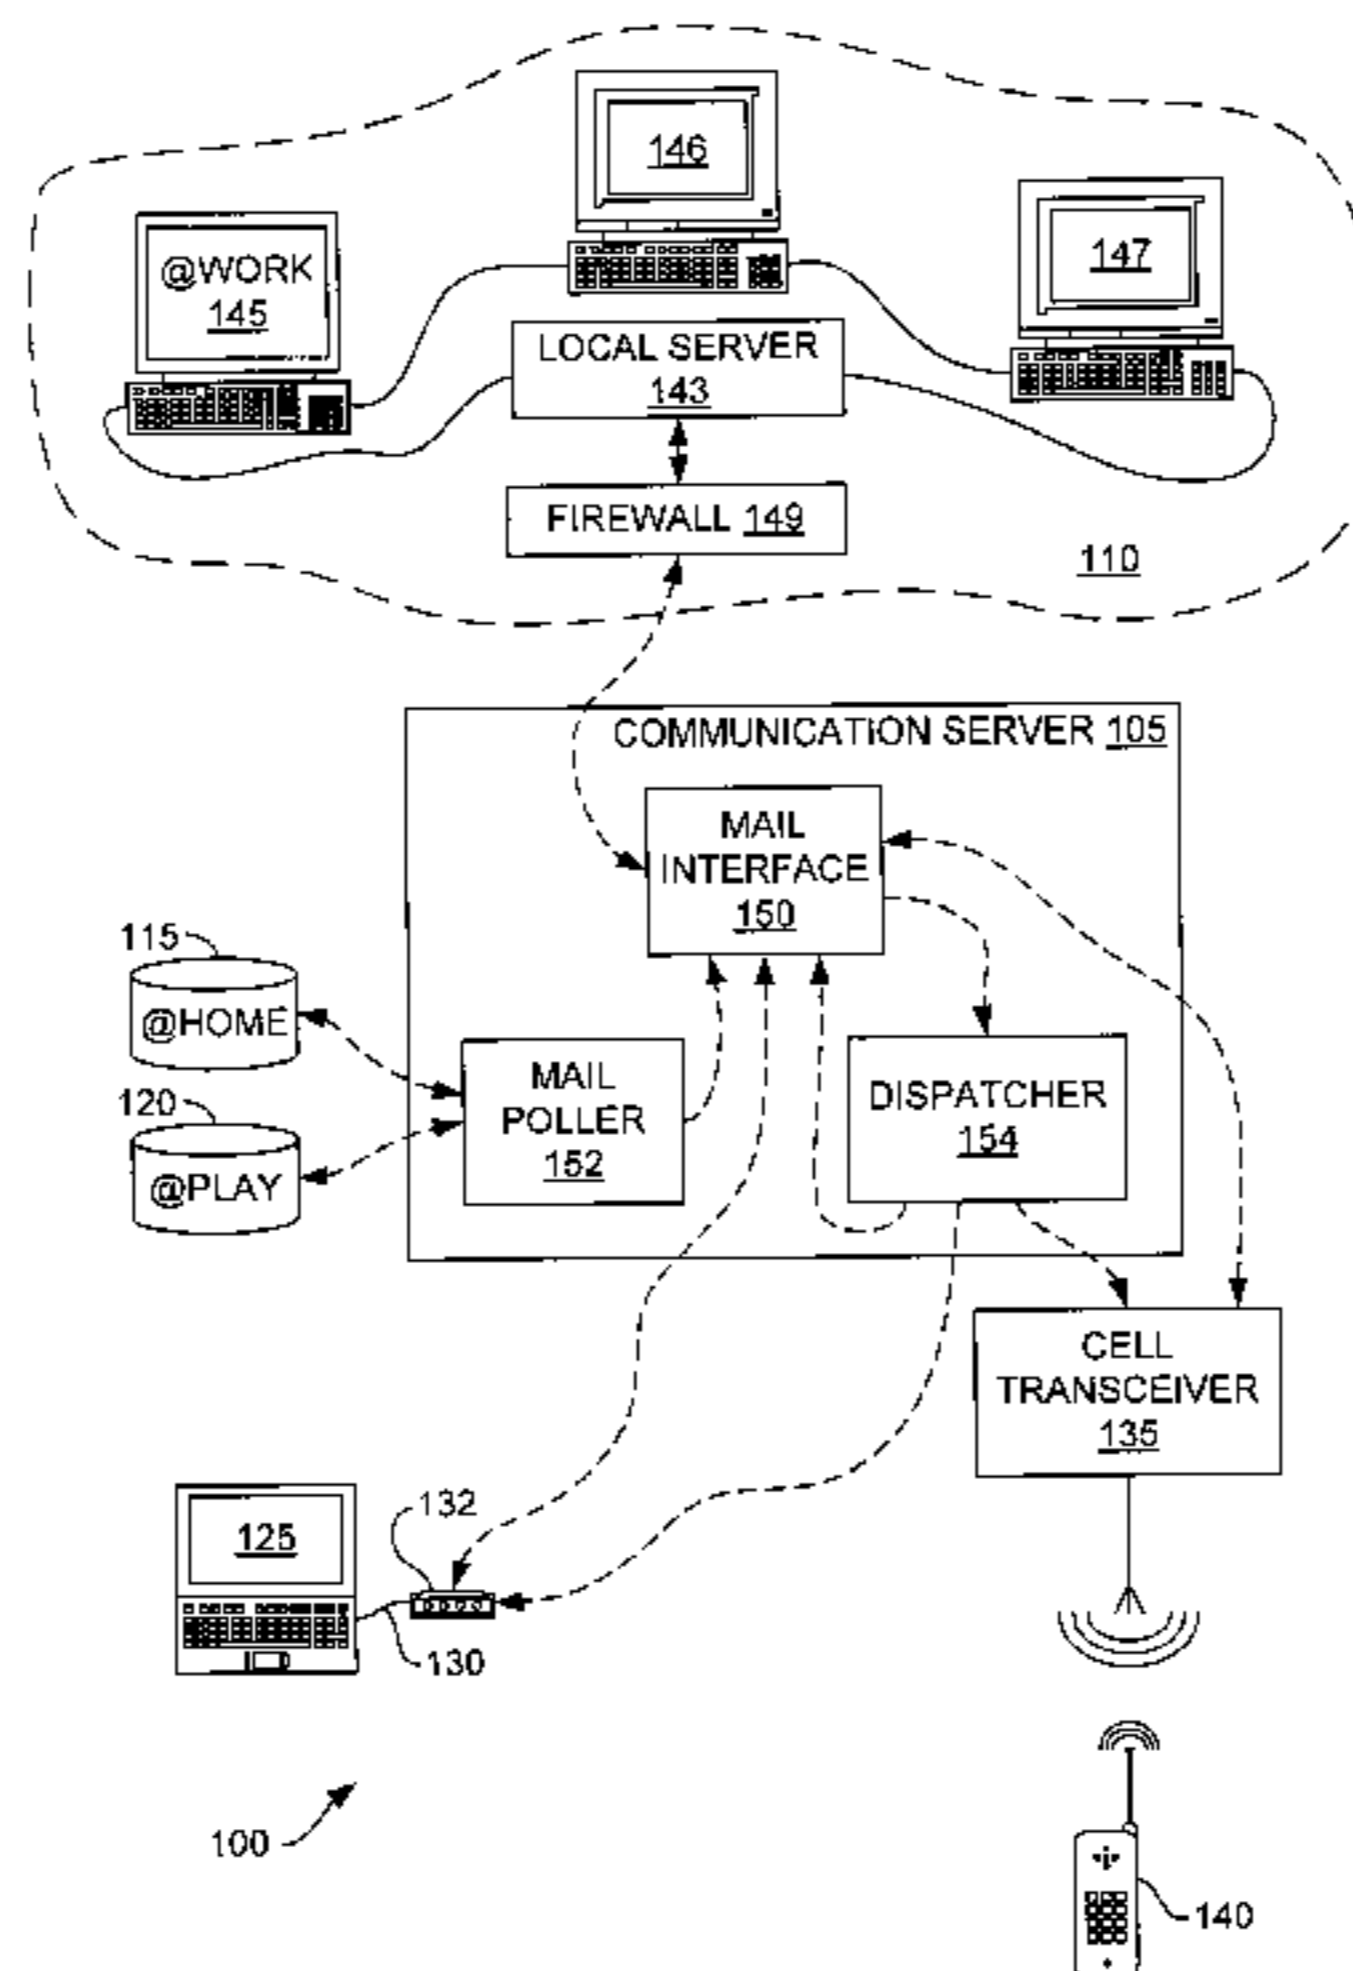 146
147
@WORK
145
LOCAL SERVER
143
FIREWALL 149
110
COMMUNICATION SERVER 105
MAIL
INTERFACE
150
115
@HOME
MAIL
POLLER
152
DISPATCHER
154
120
@PLAY
CELL
TRANSCEIVER
135
132
125
130
100
140